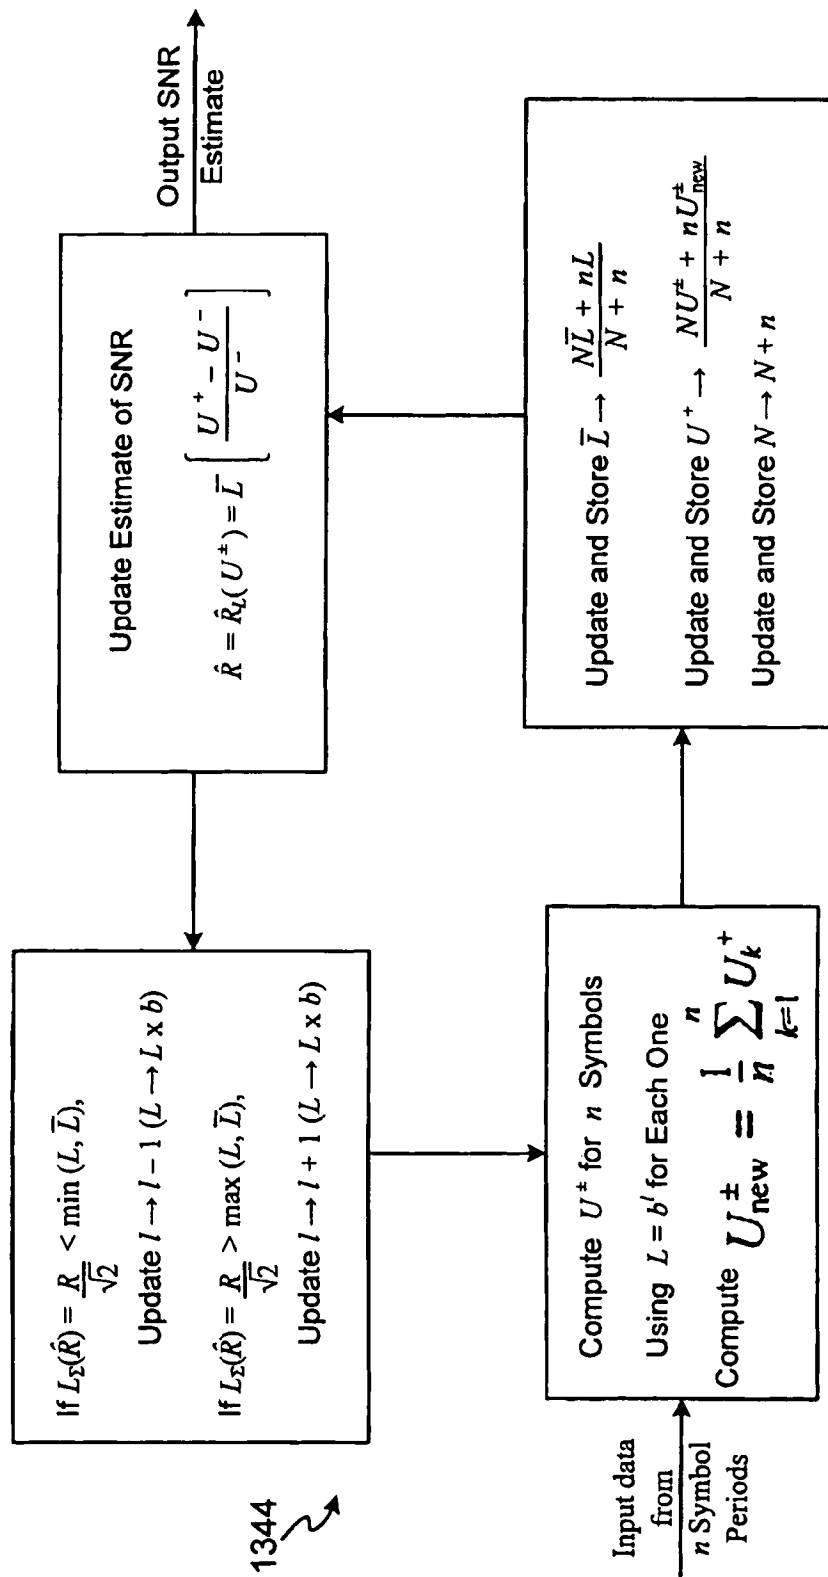 1344
If L_Σ(R̂) = R/√2 < min (L, L̅),
Update l → l − 1 (L → L x b)
If L_Σ(R̂) = R/√2 > max (L, L̅),
Update l → l + 1 (L → L x b)
Update Estimate of SNR
R̂ = R̂_L(U^±) = L̅ [(U^+ − U^-)/U^-]
Output SNR
Estimate
Input data
from
n Symbol
Periods
Compute U^± for n Symbols
Using L = b^l for Each One
Compute U^±_new = 1/n ∑_{k=1}^{n} U_k^+
Update and Store L̅ → (NL̅ + nL)/(N + n)
Update and Store U^+ → (NU^± + nU^±_new)/(N + n)
Update and Store N → N + n